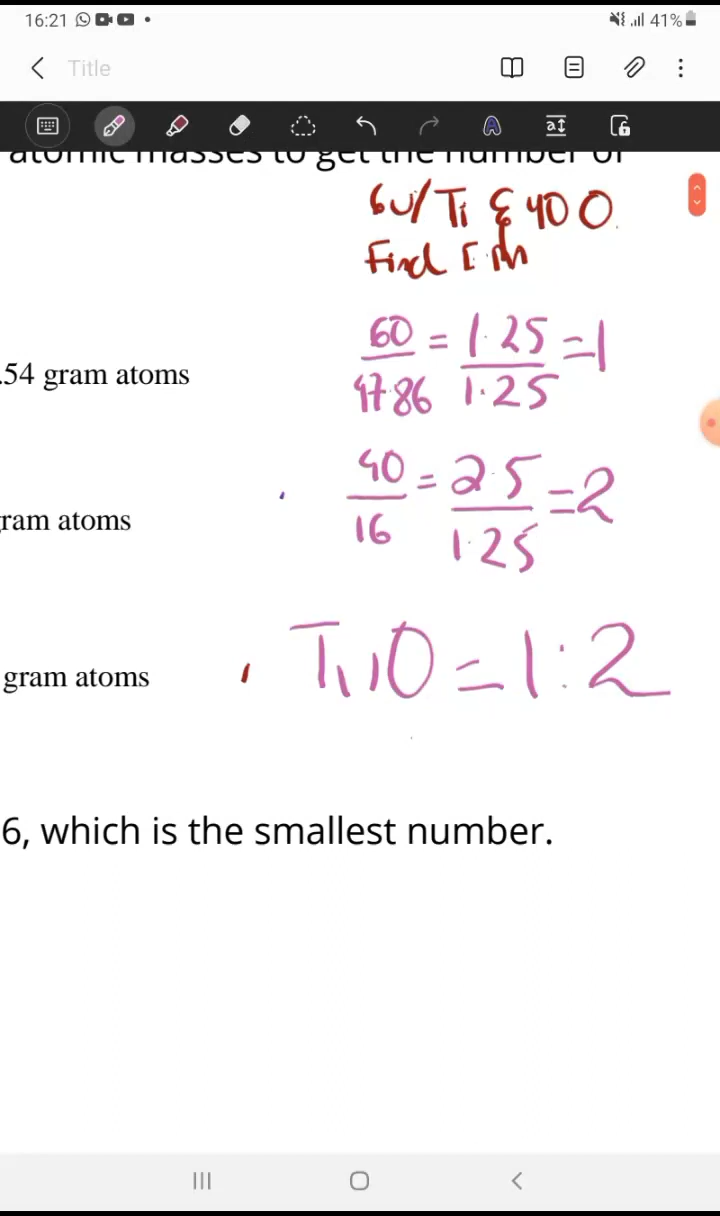 16:21 41%
Title
atomic masses to get the number of
60/ Ti & 40 O
Find E.M
60/47.86 = 1.25/1.25 = 1
.54 gram atoms
40/16 = 2.5/1.25 = 2
gram atoms
gram atoms
Ti,O = 1:2
6, which is the smallest number.